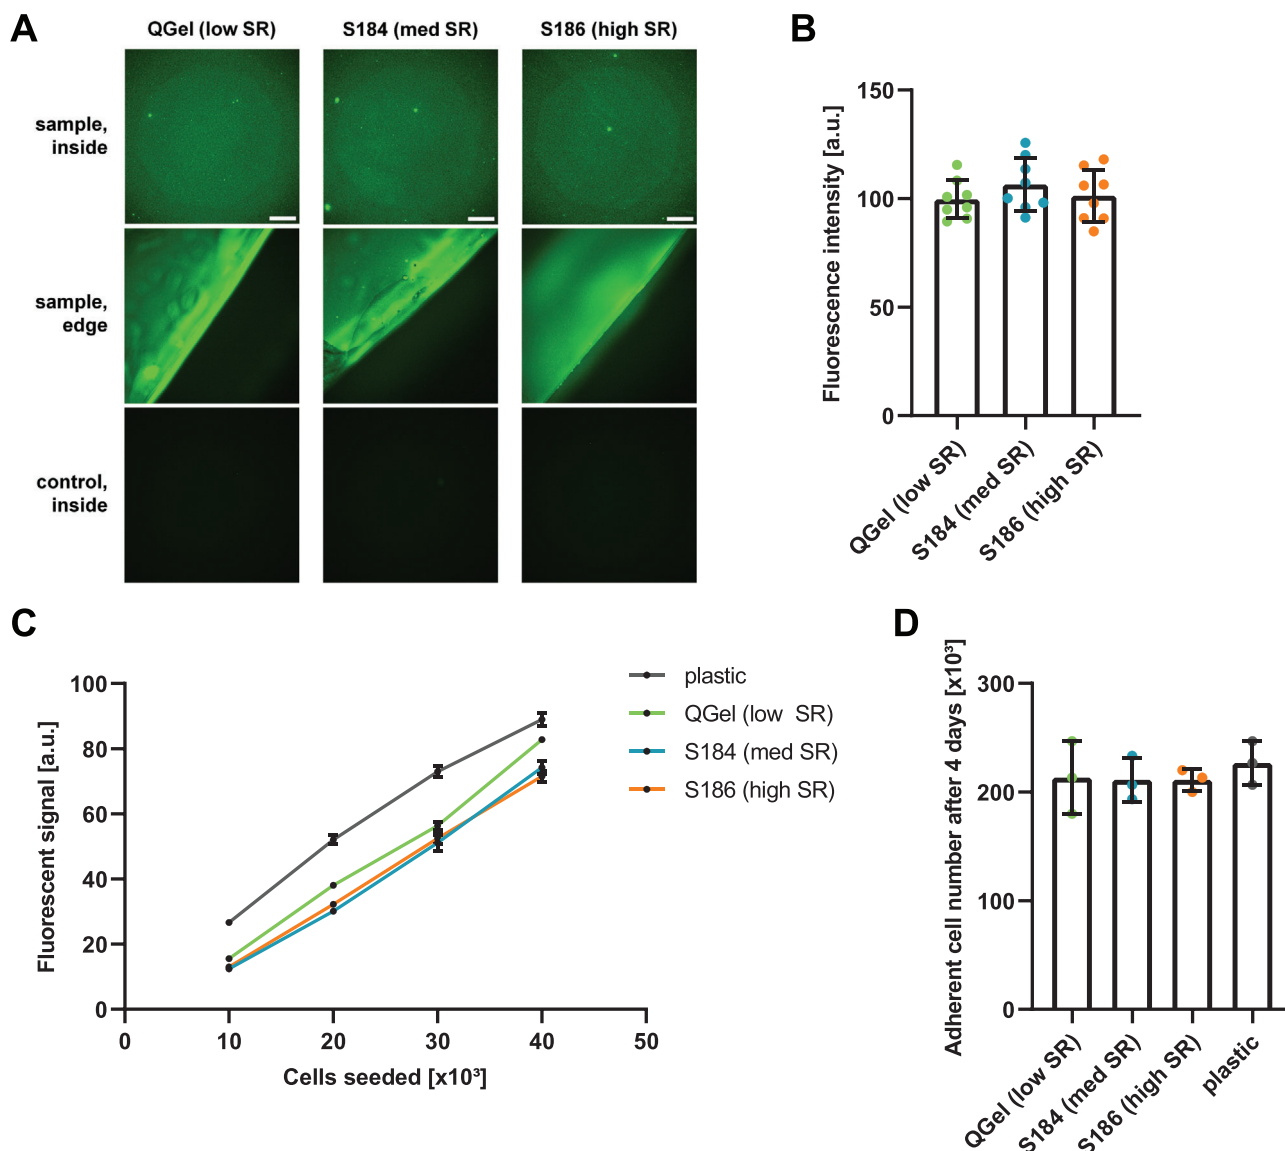 A
QGel (low SR)
S184 (med SR)
S186 (high SR)
sample,
inside
sample,
edge
control,
inside
B
Fluorescence intensity [a.u.]
150
100
50
0
QGel (low SR)
S184 (med SR)
S186 (high SR)
C
Fluorescent signal [a.u.]
100
80
60
40
20
0
0
10
20
30
40
50
Cells seeded [x10³]
plastic
QGel (low SR)
S184 (med SR)
S186 (high SR)
D
Adherent cell number after 4 days [x10³]
300
200
100
0
QGel (low SR)
S184 (med SR)
S186 (high SR)
plastic